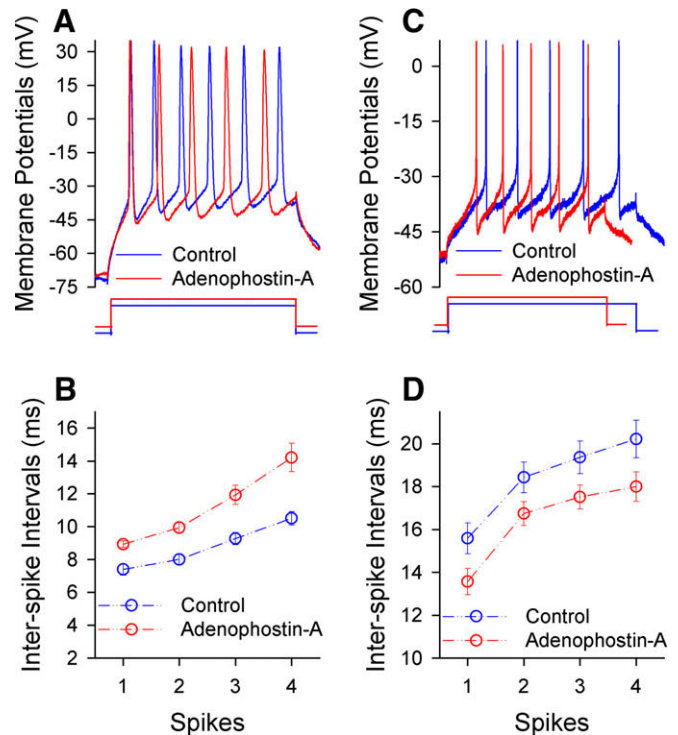 A
Membrane Potentials (mV)
30
15
0
-15
-30
-45
-60
-75
Control
Adenophostin-A
C
Membrane Potentials (mV)
0
-15
-30
-45
-60
Control
Adenophostin-A
B
Inter-spike Intervals (ms)
16
14
12
10
8
6
4
2
Control
Adenophostin-A
1 2 3 4
Spikes
D
Inter-spike Intervals (ms)
20
18
16
14
12
10
Control
Adenophostin-A
1 2 3 4
Spikes